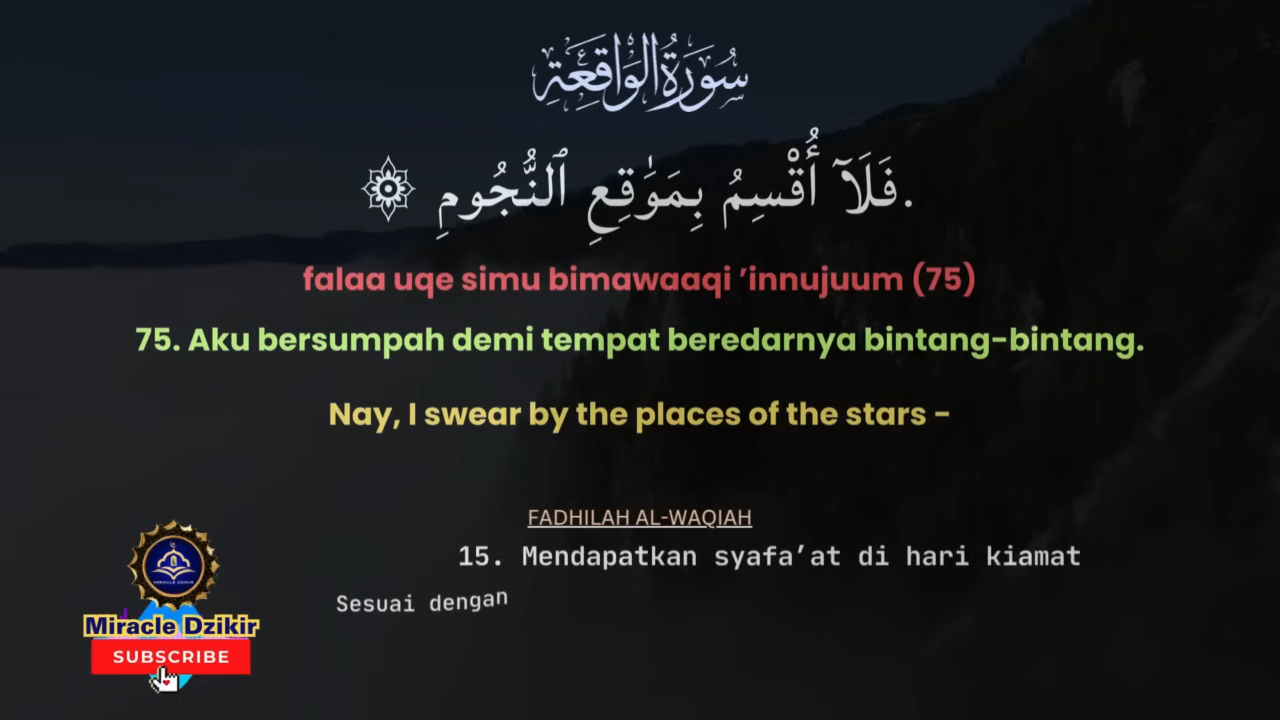 سُورَةُ الْوَاقِعَةِ
فَلَآ أُقْسِمُ بِمَوَٰقِعِ ٱلنُّجُومِ ۞.
falaa uqe simu bimawaaqi ’innujuum (75)
75. Aku bersumpah demi tempat beredarnya bintang-bintang.
Nay, I swear by the places of the stars -
FADHILAH AL-WAQIAH
15. Mendapatkan syafa’at di hari kiamat
Sesuai dengan
MIRACLE DZIKIR
Miracle Dzikir
SUBSCRIBE